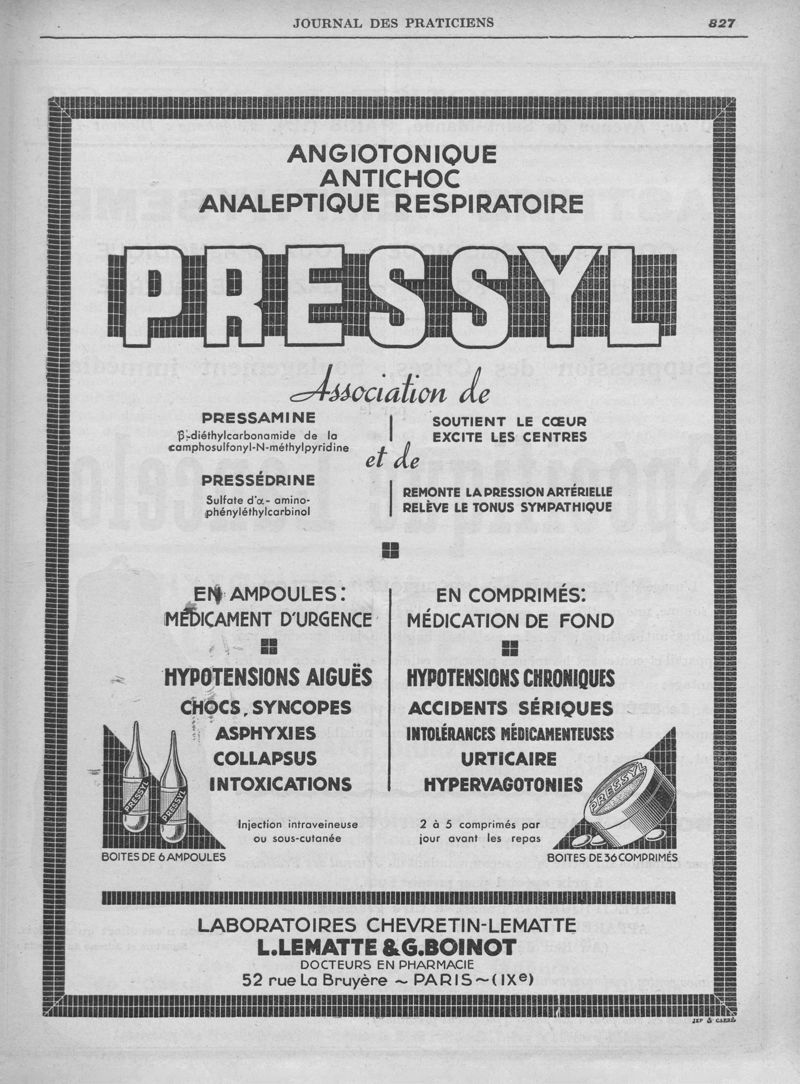 JOURNAL DES PRATICIENS
827
ANGIOTONIQUE
ANTICHOC
ANALEPTIQUE RESPIRATOIRE
PRESSYL
Association de
PRESSAMINE
β-diéthylcarbonamide de la
camphosulfonyl-N-méthylpyridine
SOUTIENT LE CŒUR
EXCITE LES CENTRES
et de
PRESSÉDRINE
Sulfate d'α-amino-
phényléthylcarbinol
REMONTE LA PRESSION ARTÉRIELLE
RELÈVE LE TONUS SYMPATHIQUE
EN AMPOULES:
MÉDICAMENT D'URGENCE
HYPOTENSIONS AIGUËS
CHOCS, SYNCOPES
ASPHYXIES
COLLAPSUS
INTOXICATIONS
Injection intraveineuse
ou sous-cutanée
PRESSYL
PRESSYL
BOITES DE 6 AMPOULES
EN COMPRIMÉS:
MÉDICATION DE FOND
HYPOTENSIONS CHRONIQUES
ACCIDENTS SÉRIQUES
INTOLÉRANCES MÉDICAMENTEUSES
URTICAIRE
HYPERVAGOTONIES
2 à 5 comprimés par
jour avant les repas
PRESSYL
BOITES DE 36 COMPRIMÉS
LABORATOIRES CHEVRETIN-LEMATTE
L. LEMATTE & G. BOINOT
DOCTEURS EN PHARMACIE
52 rue La Bruyère ~ PARIS ~ (IXe)
JEP & CARRÉ